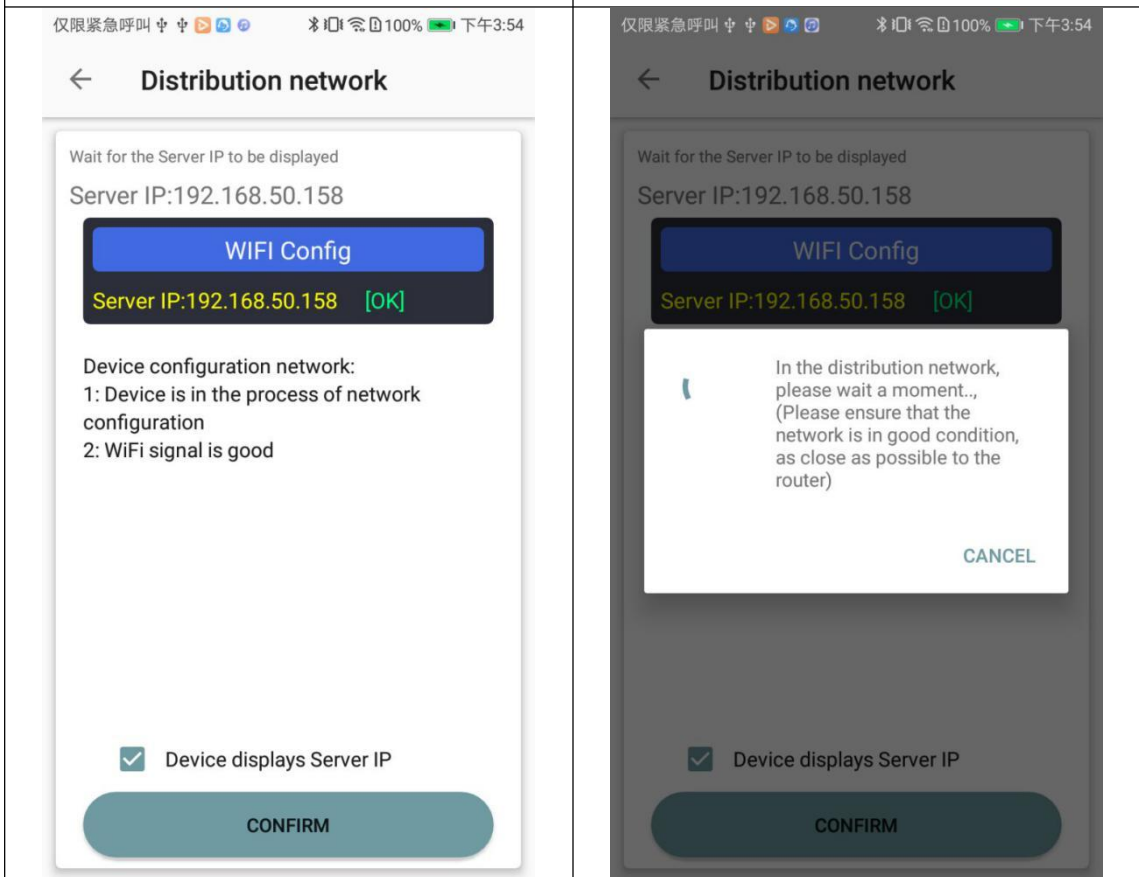 仅限紧急呼叫 100% 下午3:54
Distribution network
Wait for the Server IP to be displayed
Server IP:192.168.50.158
WIFI Config
Server IP:192.168.50.158 [OK]
Device configuration network:
1: Device is in the process of network
configuration
2: WiFi signal is good
Device displays Server IP
CONFIRM
仅限紧急呼叫 100% 下午3:54
Distribution network
Wait for the Server IP to be displayed
Server IP:192.168.50.158
WIFI Config
Server IP:192.168.50.158 [OK]
In the distribution network,
please wait a moment..,
(Please ensure that the
network is in good condition,
as close as possible to the
router)
CANCEL
Device displays Server IP
CONFIRM